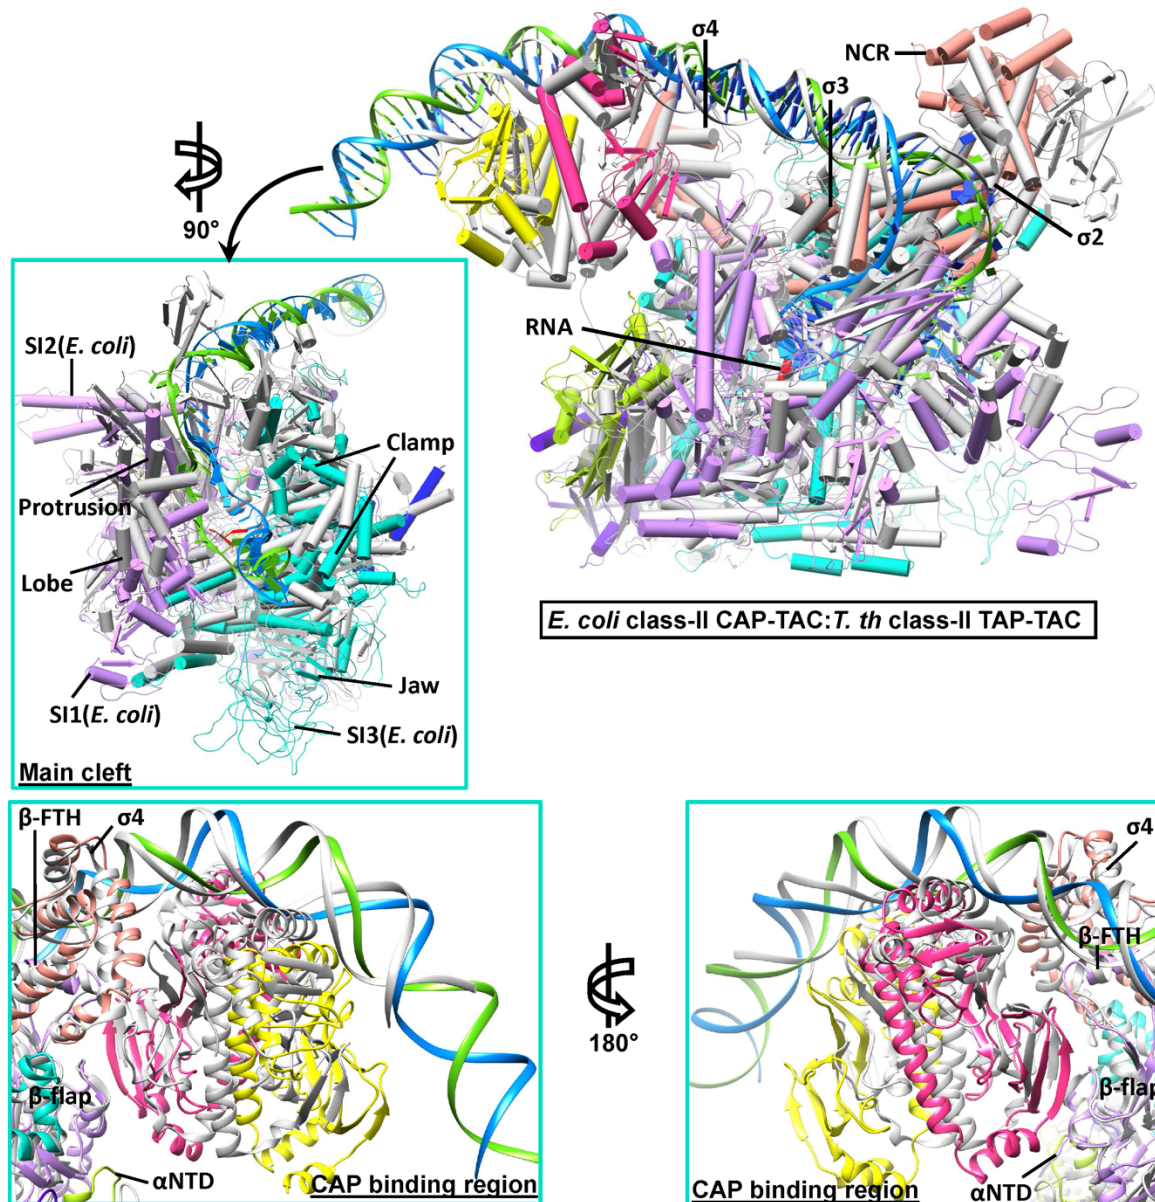 σ4
NCR
σ3
90°
σ2
RNA
SI2(E. coli)
Clamp
Protrusion
Lobe
Jaw
SI1(E. coli)
SI3(E. coli)
Main cleft
E. coli class-II CAP-TAC:T. th class-II TAP-TAC
β-FTH
σ4
β-flap
αNTD
CAP binding region
180°
σ4
β-FTH
β-flap
αNTD
CAP binding region